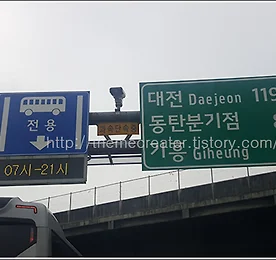 전용
07시-21시
대전 Daejeon 119
동탄분기점
기흥 Giheung
http://themecreator.tistory.com/